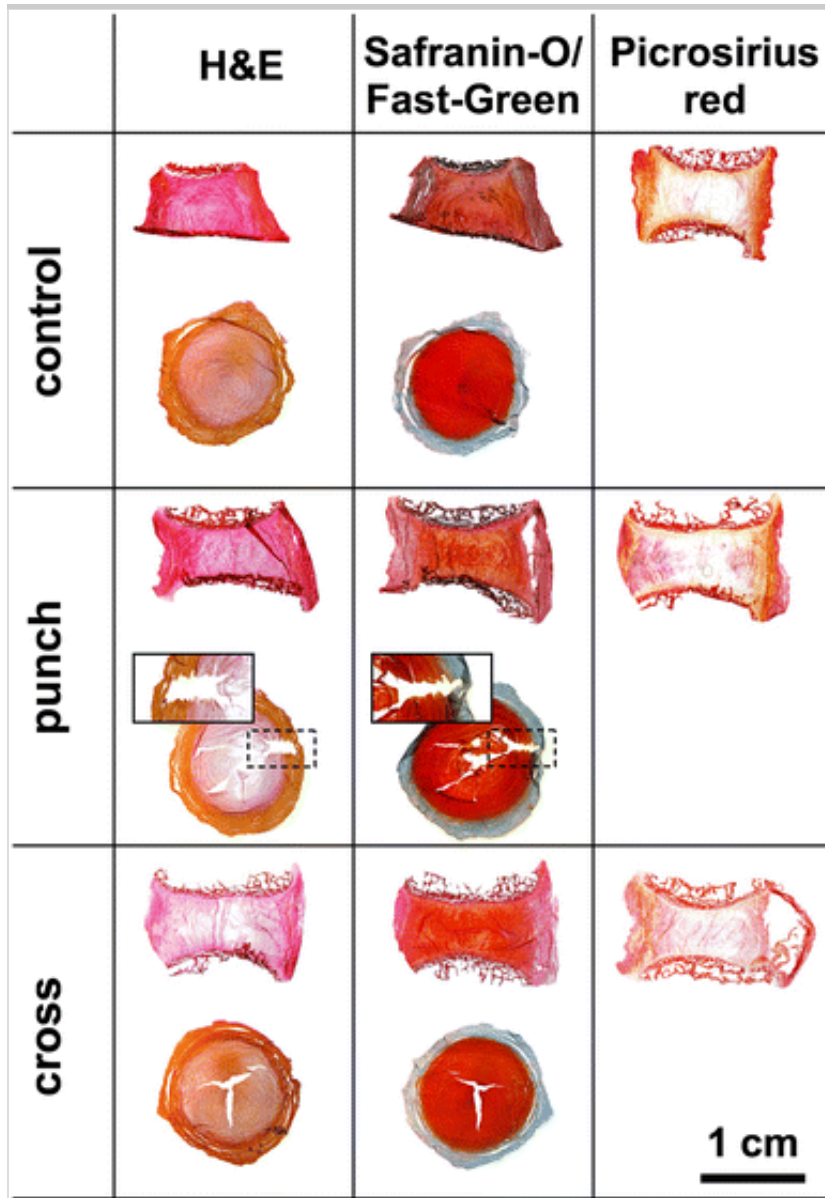 H&E
Safranin-O/
Fast-Green
Picrosirius
red
control
punch
cross
1 cm